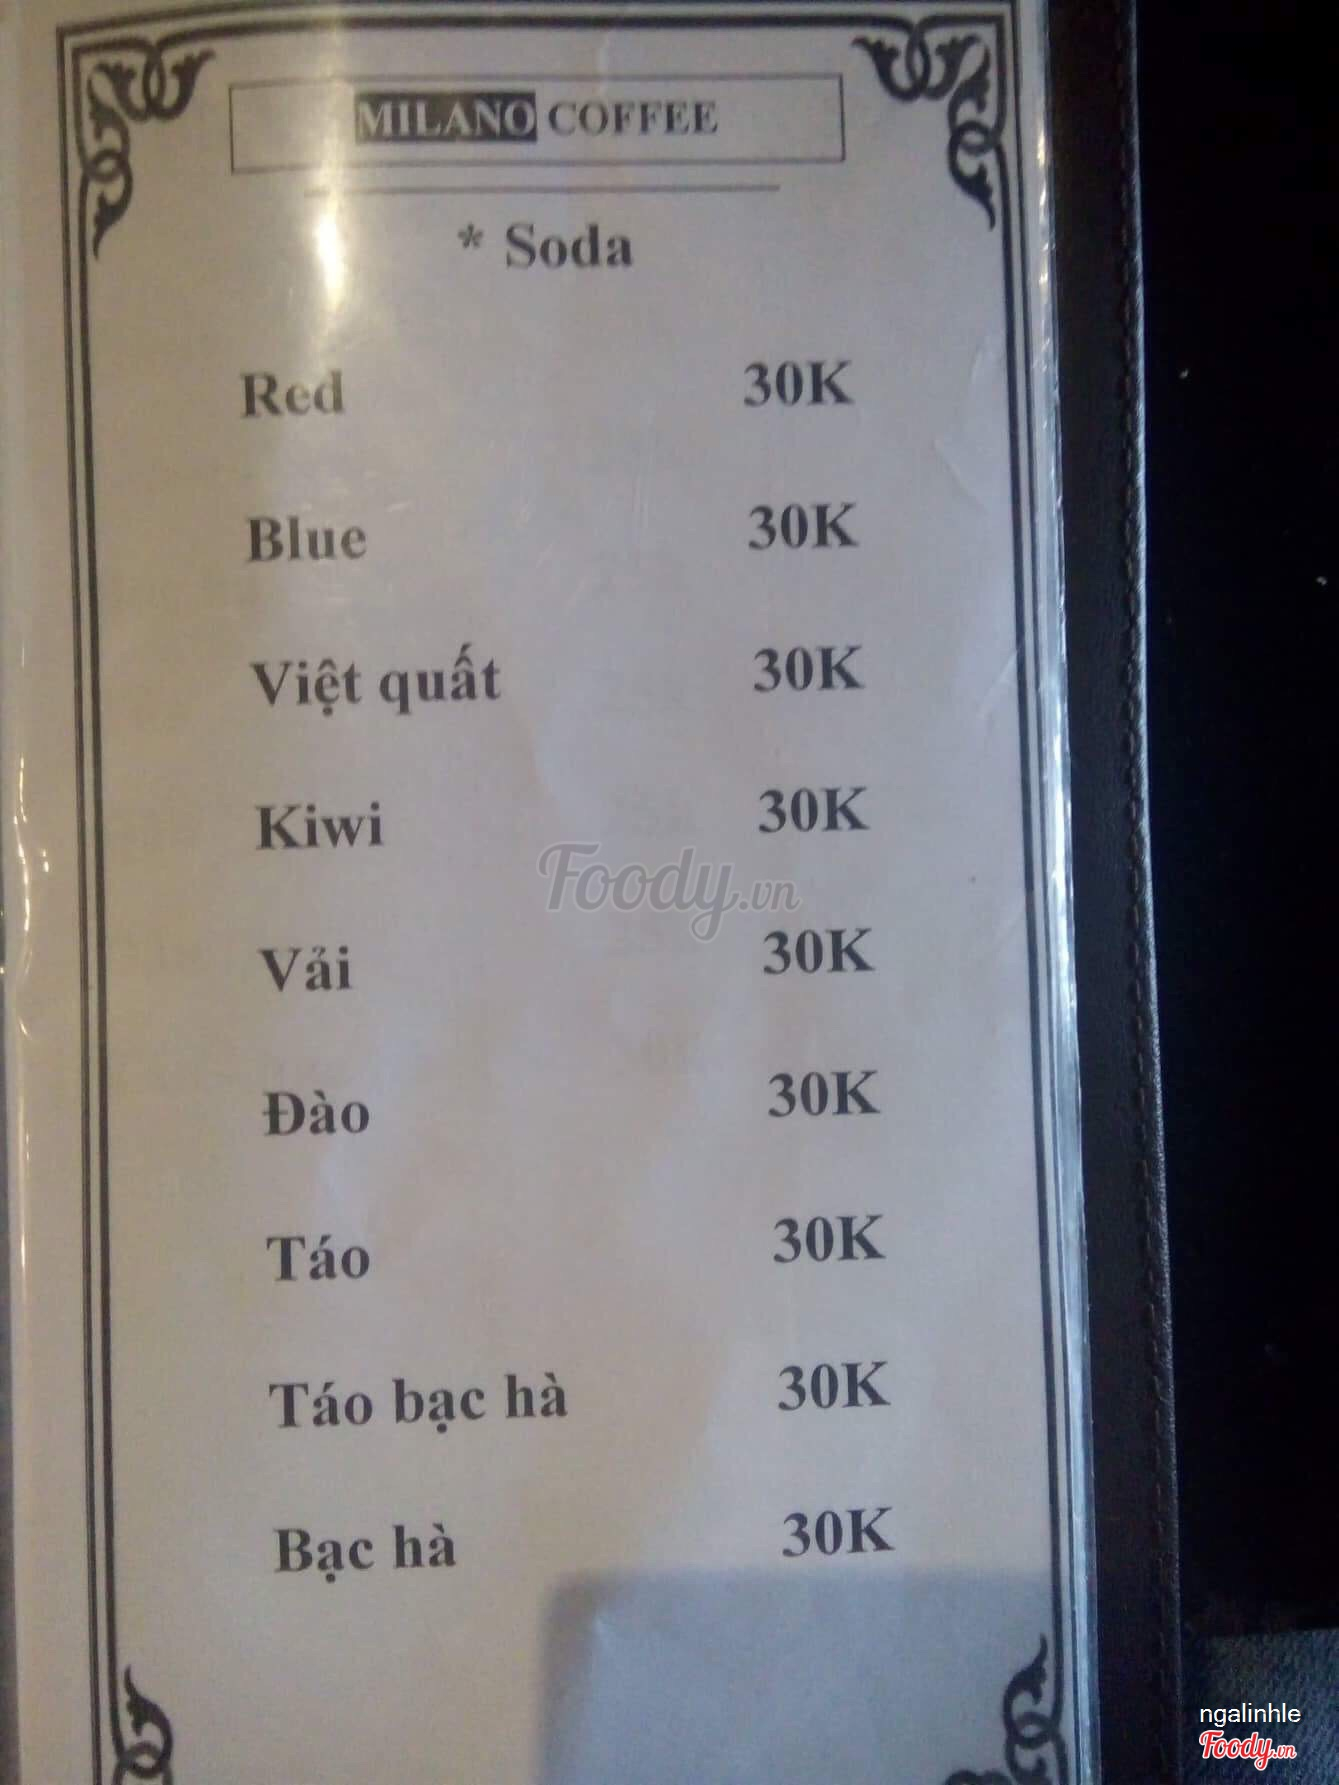 MILANO COFFEE
* Soda
Red 30K
Blue 30K
Việt quất 30K
Kiwi 30K
Foody.vn
Vải 30K
Đào 30K
Táo 30K
Táo bạc hà 30K
Bạc hà 30K
ngalinhle
Foody.vn